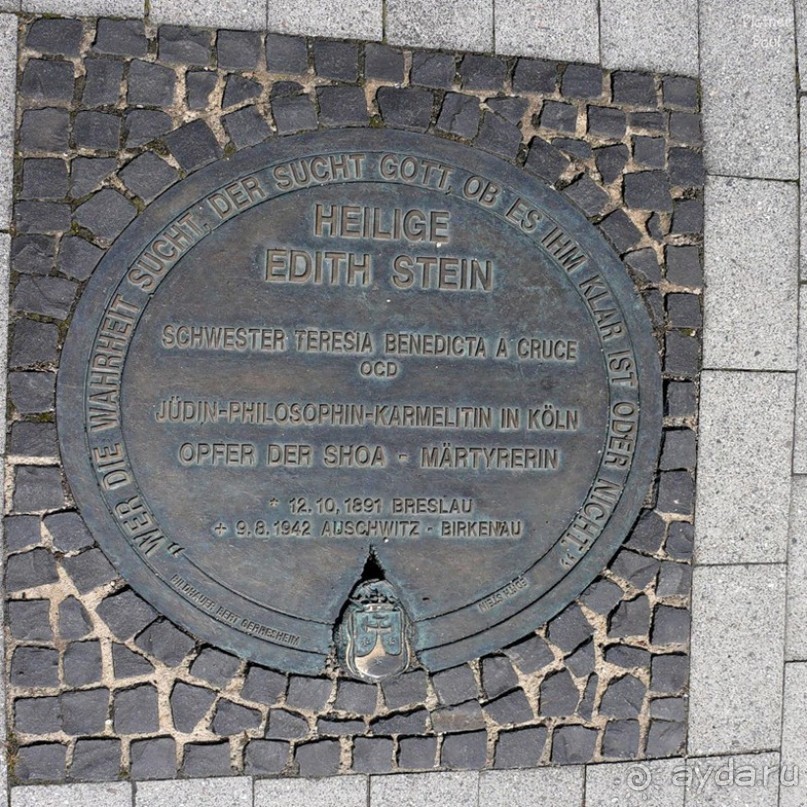 „WER DIE WAHRHEIT SUCHT, DER SUCHT GOTT, OB ES IHM KLAR IST ODER NICHT.“
HEILIGE
EDITH STEIN
SCHWESTER TERESIA BENEDICTA A CRUCE
OCD
JÜDIN-PHILOSOPHIN-KARMELITIN IN KÖLN
OPFER DER SHOA - MÄRTYRERIN
* 12.10.1891 BRESLAU
+ 9.8.1942 AUSCHWITZ - BIRKENAU
BILDHAUER BERT GERRESHEIM
ayda.ru